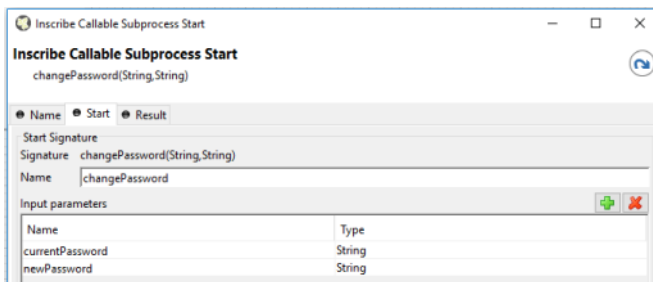 Inscribe Callable Subprocess Start
Inscribe Callable Subprocess Start
changePassword(String,String)
Name Start Result
Start Signature
Signature changePassword(String,String)
Name changePassword
Input parameters
Name Type
currentPassword String
newPassword String